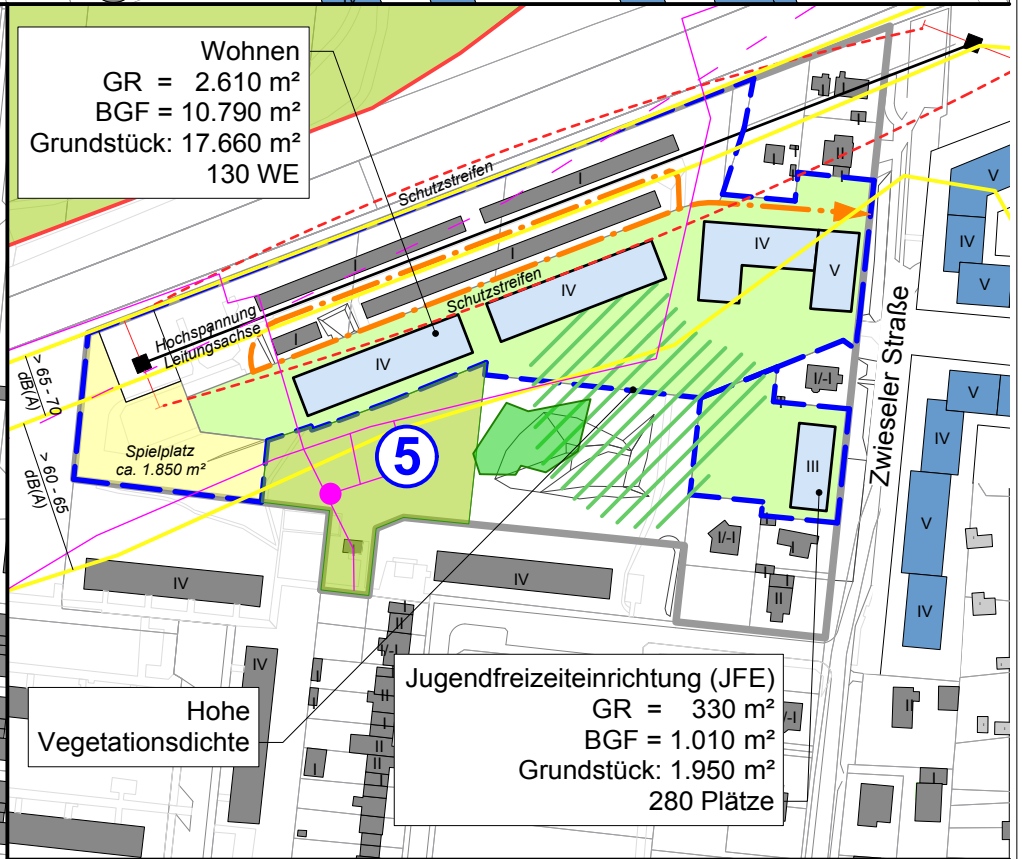 IV
Wohnen
GR = 2.610 m²
BGF = 10.790 m²
Grundstück: 17.660 m²
130 WE
I
I
I
II
I
I
I
V
Schutzstreifen
I
I
IV
V
IV
V
IV
Schutzstreifen
Hochspannung
Leitungsachse
I
IV
Zwieseler Straße
> 65 - 70
dB(A)
> 60 - 65
dB(A)
Spielplatz
ca. 1.850 m²
5
I/-I
III
V
IV
V
IV
I/-I
I
I
I
II
IV
IV
IV
I
II
I/-I
II
I
II
II
I
I
I
Hohe
Vegetationsdichte
Jugendfreizeiteinrichtung (JFE)
GR = 330 m²
BGF = 1.010 m²
Grundstück: 1.950 m²
280 Plätze
/-I
II
I